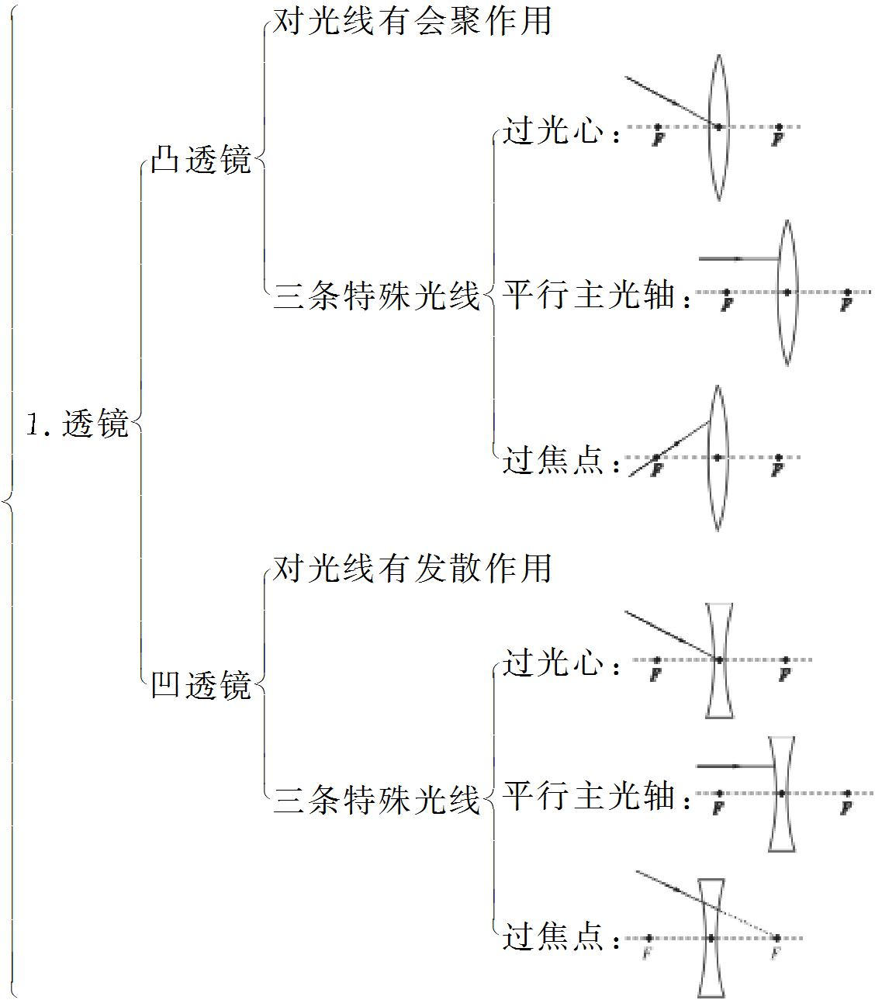 对光线有会聚作用
过光心：
F F
凸透镜
三条特殊光线
平行主光轴：
F F
1. 透镜
过焦点：
F F
对光线有发散作用
过光心：
F F
凹透镜
三条特殊光线
平行主光轴：
F F
过焦点：
F F